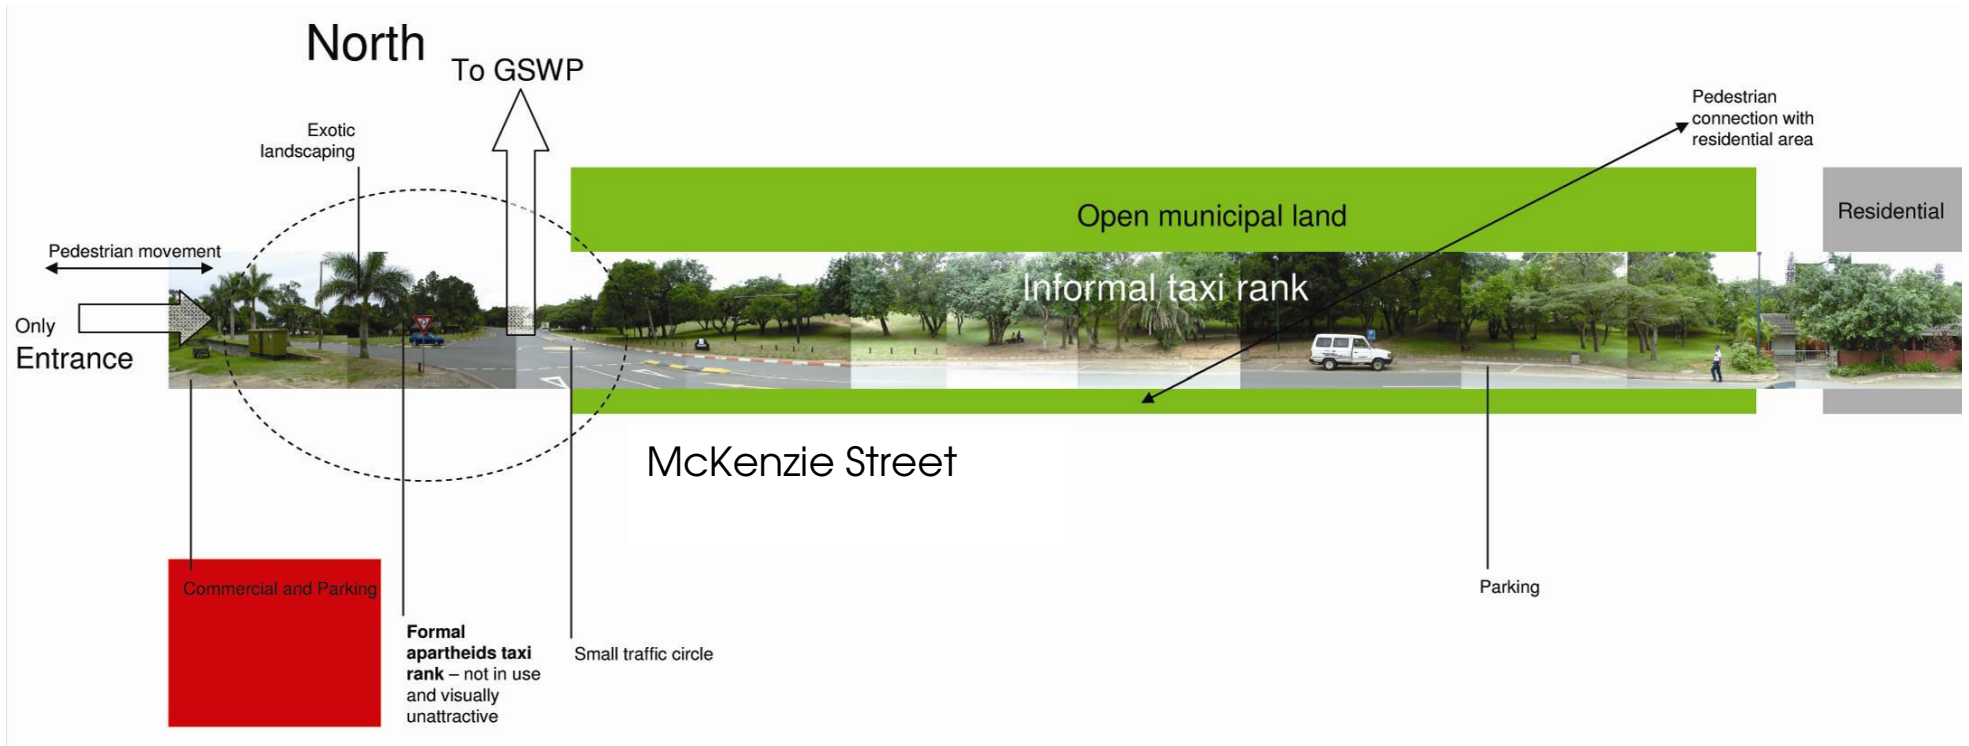 North
To GSWP
Exotic
landscaping
Pedestrian
connection with
residential area
Open municipal land
Residential
Pedestrian movement
Informal taxi rank
Only
Entrance
McKenzie Street
Commercial and Parking
Parking
Formal
apartheids taxi
rank – not in use
and visually
unattractive
Small traffic circle